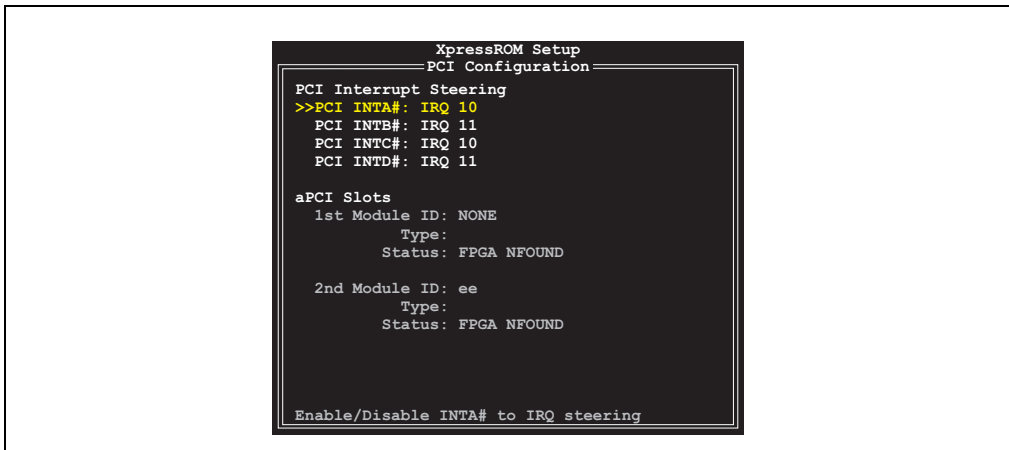 XpressROM Setup
PCI Configuration
PCI Interrupt Steering
>>PCI INTA#: IRQ 10
PCI INTB#: IRQ 11
PCI INTC#: IRQ 10
PCI INTD#: IRQ 11
aPCI Slots
1st Module ID: NONE
Type:
Status: FPGA NFOUND
2nd Module ID: ee
Type:
Status: FPGA NFOUND
Enable/Disable INTA# to IRQ steering